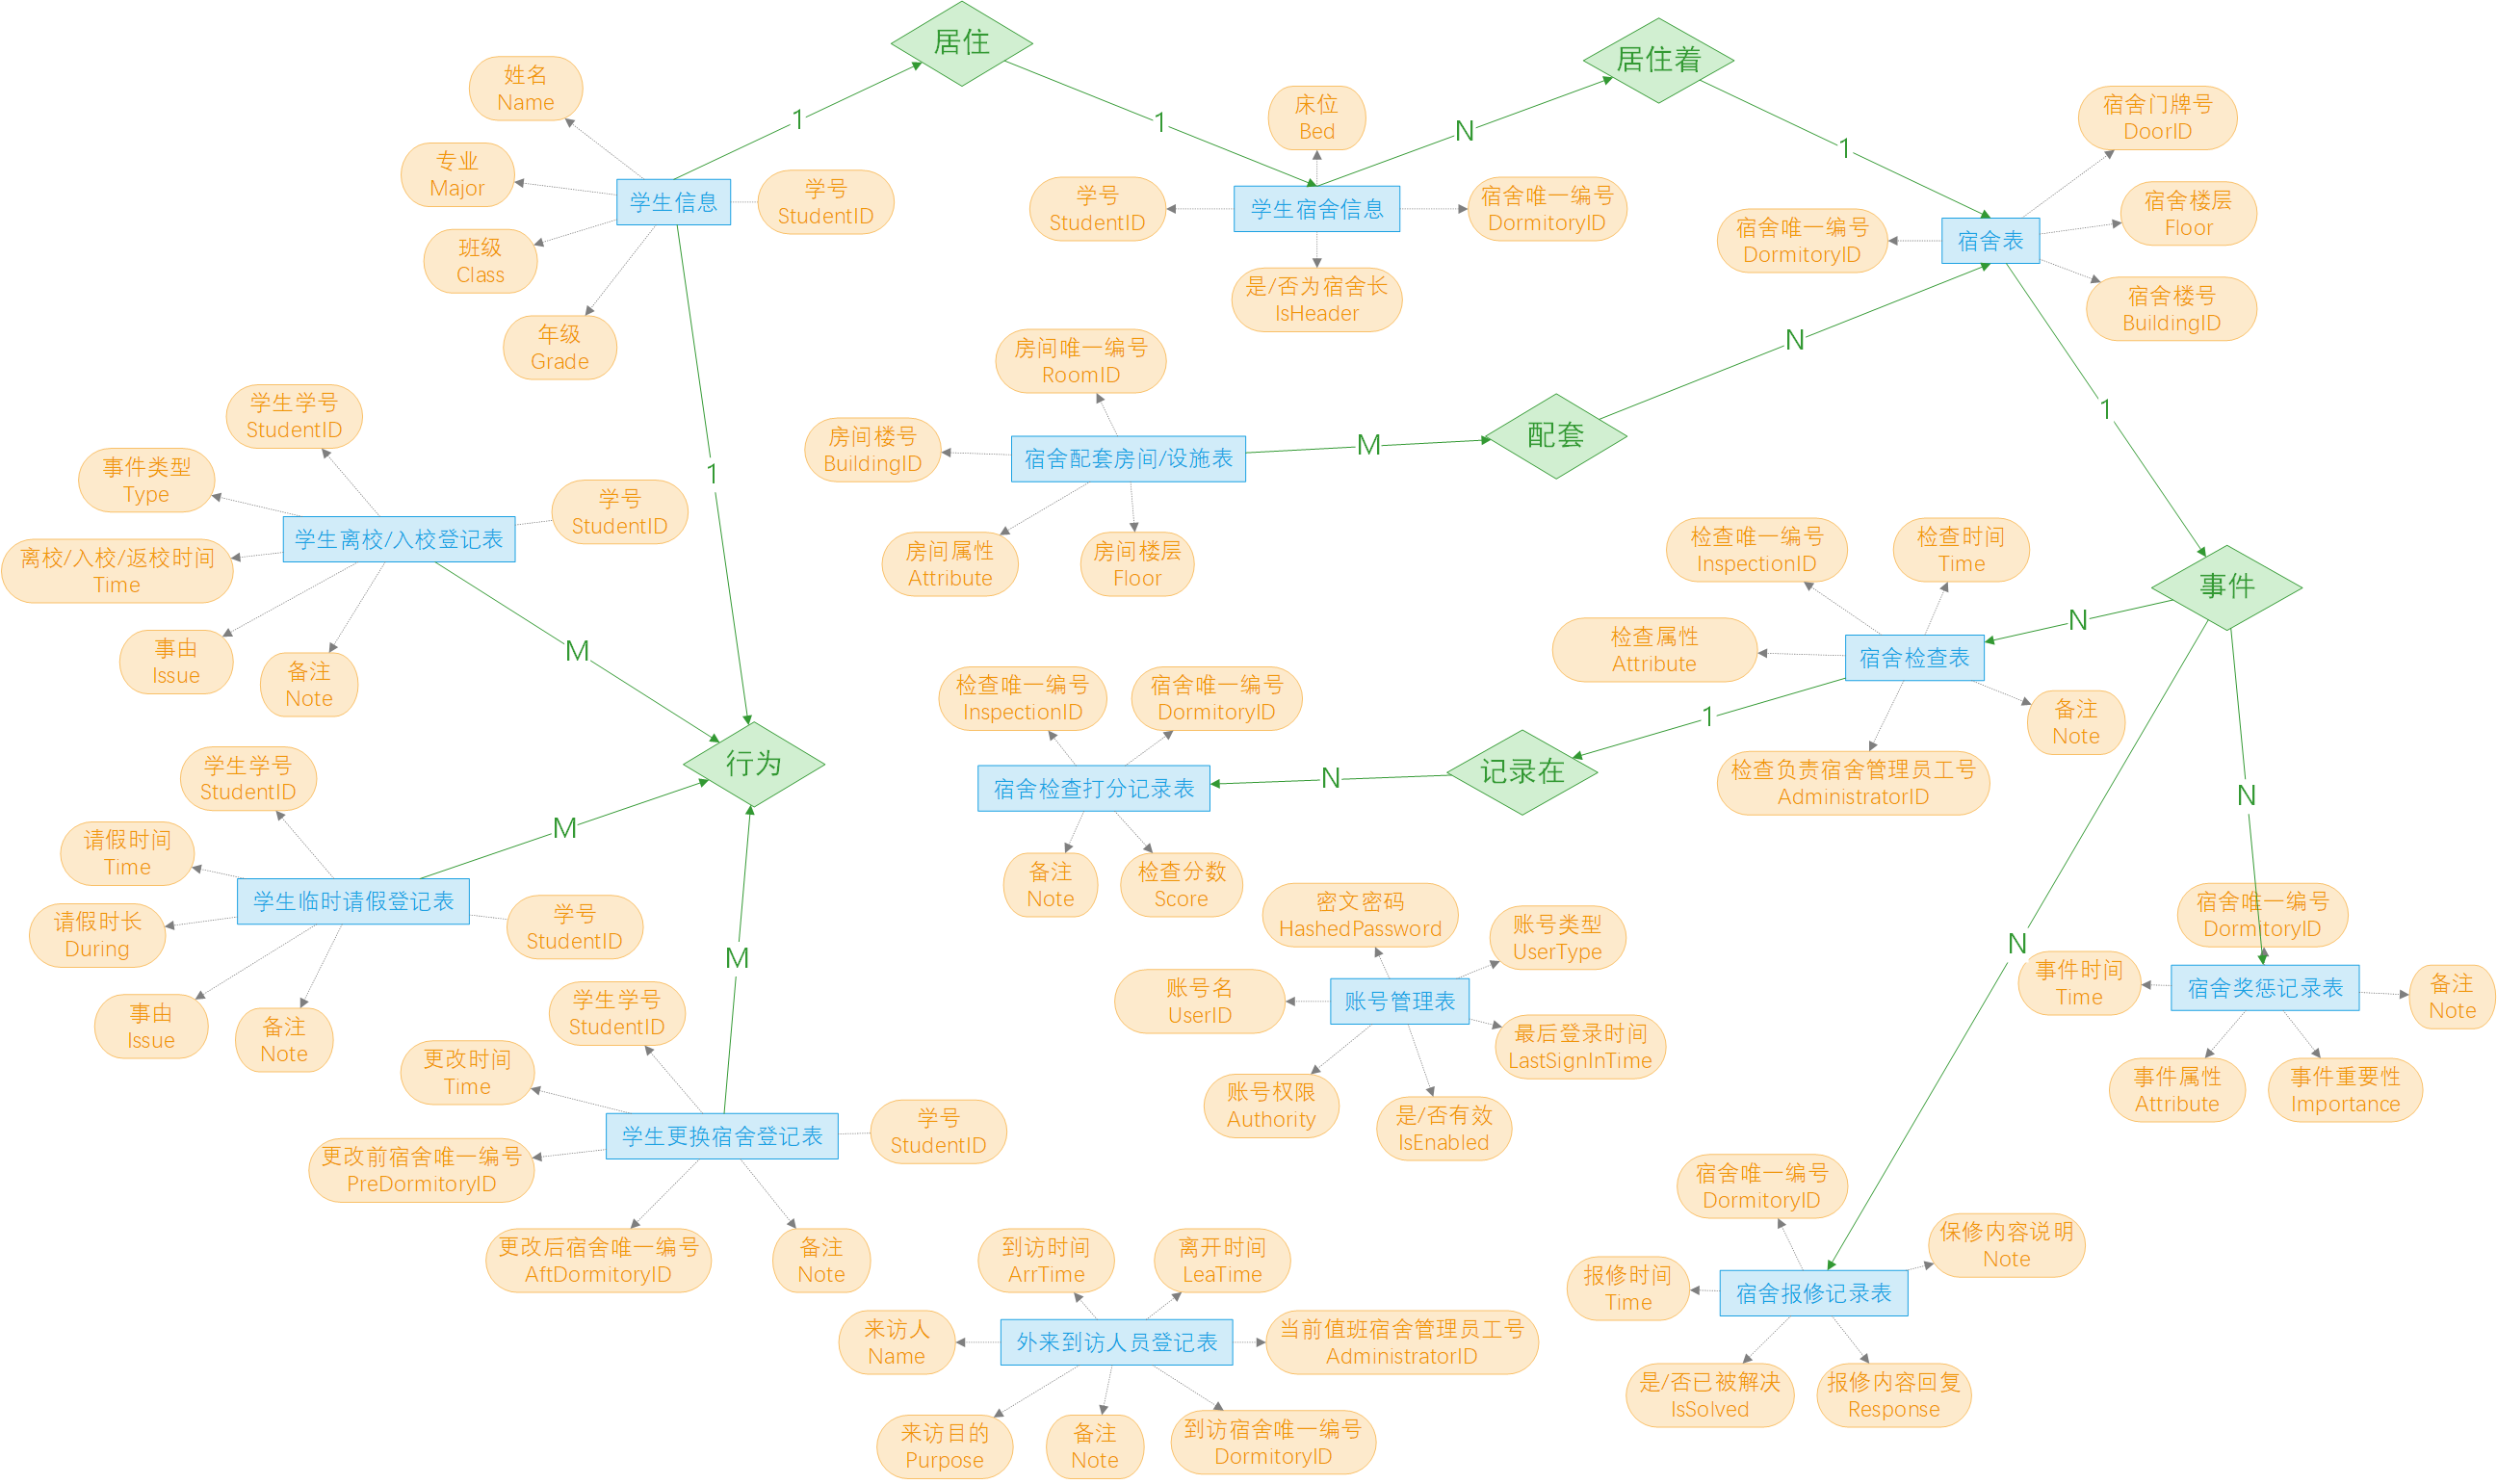 居住
居住着
姓名
Name
1
床位
Bed
N
1
宿舍门牌号
DoorID
1
专业
Major
学生信息
学号
StudentID
学号
StudentID
学生宿舍信息
宿舍唯一编号
DormitoryID
宿舍唯一编号
DormitoryID
宿舍表
宿舍楼层
Floor
班级
Class
是/否为宿舍长
IsHeader
宿舍楼号
BuildingID
年级
Grade
房间唯一编号
RoomID
N
学生学号
StudentID
房间楼号
BuildingID
宿舍配套房间/设施表
M
配套
1
事件类型
Type
1
学生离校/入校登记表
学号
StudentID
离校/入校/返校时间
Time
房间属性
Attribute
房间楼层
Floor
检查唯一编号
InspectionID
检查时间
Time
事件
事由
Issue
备注
Note
M
检查属性
Attribute
宿舍检查表
N
检查唯一编号
InspectionID
宿舍唯一编号
DormitoryID
1
备注
Note
学生学号
StudentID
行为
宿舍检查打分记录表
N
记录在
检查负责宿舍管理员工号
AdministratorID
N
请假时间
Time
M
备注
Note
检查分数
Score
学生临时请假登记表
学号
StudentID
请假时长
During
M
密文密码
HashedPassword
账号类型
UserType
N
宿舍唯一编号
DormitoryID
事由
Issue
备注
Note
学生学号
StudentID
账号名
UserID
账号管理表
最后登录时间
LastSignInTime
事件时间
Time
宿舍奖惩记录表
备注
Note
更改时间
Time
账号权限
Authority
是/否有效
IsEnabled
事件属性
Attribute
事件重要性
Importance
学生更换宿舍登记表
学号
StudentID
更改前宿舍唯一编号
PreDormitoryID
宿舍唯一编号
DormitoryID
更改后宿舍唯一编号
AftDormitoryID
备注
Note
到访时间
ArrTime
离开时间
LeaTime
报修时间
Time
宿舍报修记录表
保修内容说明
Note
来访人
Name
外来到访人员登记表
当前值班宿舍管理员工号
AdministratorID
是/否已被解决
IsSolved
报修内容回复
Response
来访目的
Purpose
备注
Note
到访宿舍唯一编号
DormitoryID